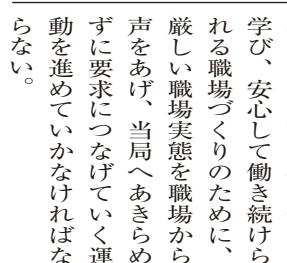 学び、安心して働き続けら
れる職場づくりのために、
厳しい職場実態を職場から
声をあげ、当局へあきらめ
ずに要求につなげていく運
動を進めていかなければな
らない。